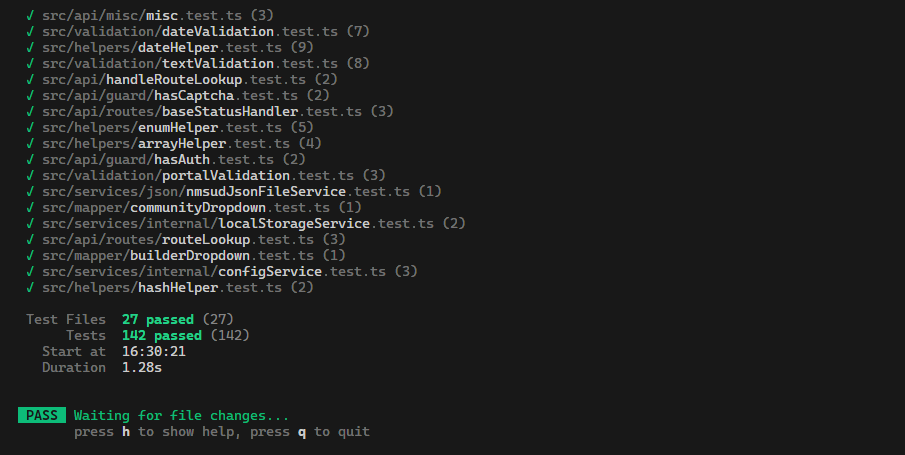 ✓ src/api/misc/misc.test.ts (3)
✓ src/validation/dateValidation.test.ts (7)
✓ src/helpers/dateHelper.test.ts (9)
✓ src/validation/textValidation.test.ts (8)
✓ src/api/handleRouteLookup.test.ts (2)
✓ src/api/guard/hasCaptcha.test.ts (2)
✓ src/api/routes/baseStatusHandler.test.ts (3)
✓ src/helpers/enumHelper.test.ts (5)
✓ src/helpers/arrayHelper.test.ts (4)
✓ src/api/guard/hasAuth.test.ts (2)
✓ src/validation/portalValidation.test.ts (3)
✓ src/services/json/nmsudJsonFileService.test.ts (1)
✓ src/mapper/communityDropdown.test.ts (1)
✓ src/services/internal/localStorageService.test.ts (2)
✓ src/api/routes/routeLookup.test.ts (3)
✓ src/mapper/builderDropdown.test.ts (1)
✓ src/services/internal/configService.test.ts (3)
✓ src/helpers/hashHelper.test.ts (2)
Test Files 27 passed (27)
Tests 142 passed (142)
Start at 16:30:21
Duration 1.28s
PASS Waiting for file changes...
press h to show help, press q to quit